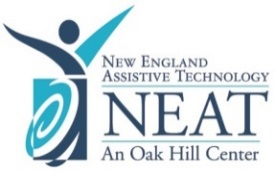 NEW ENGLAND
ASSISTIVE TECHNOLOGY
NEAT
An Oak Hill Center